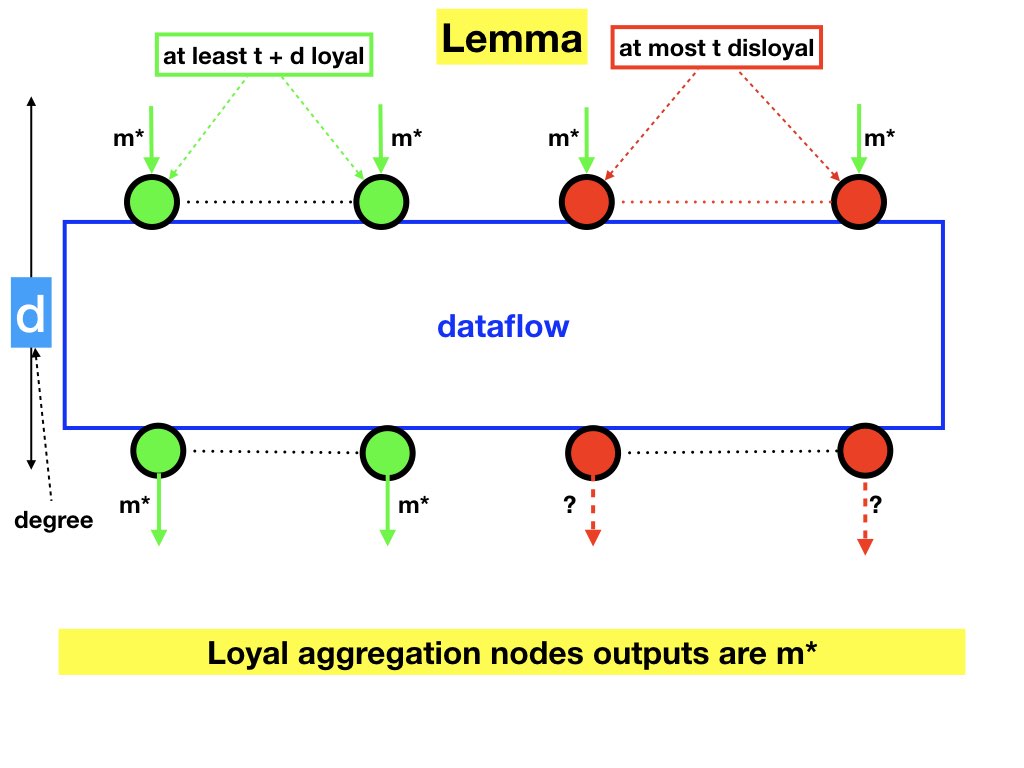 Lemma
at least t + d loyal
at most t disloyal
m*
m*
m*
m*
d
dataflow
degree
m*
m*
?
?
Loyal aggregation nodes outputs are m*